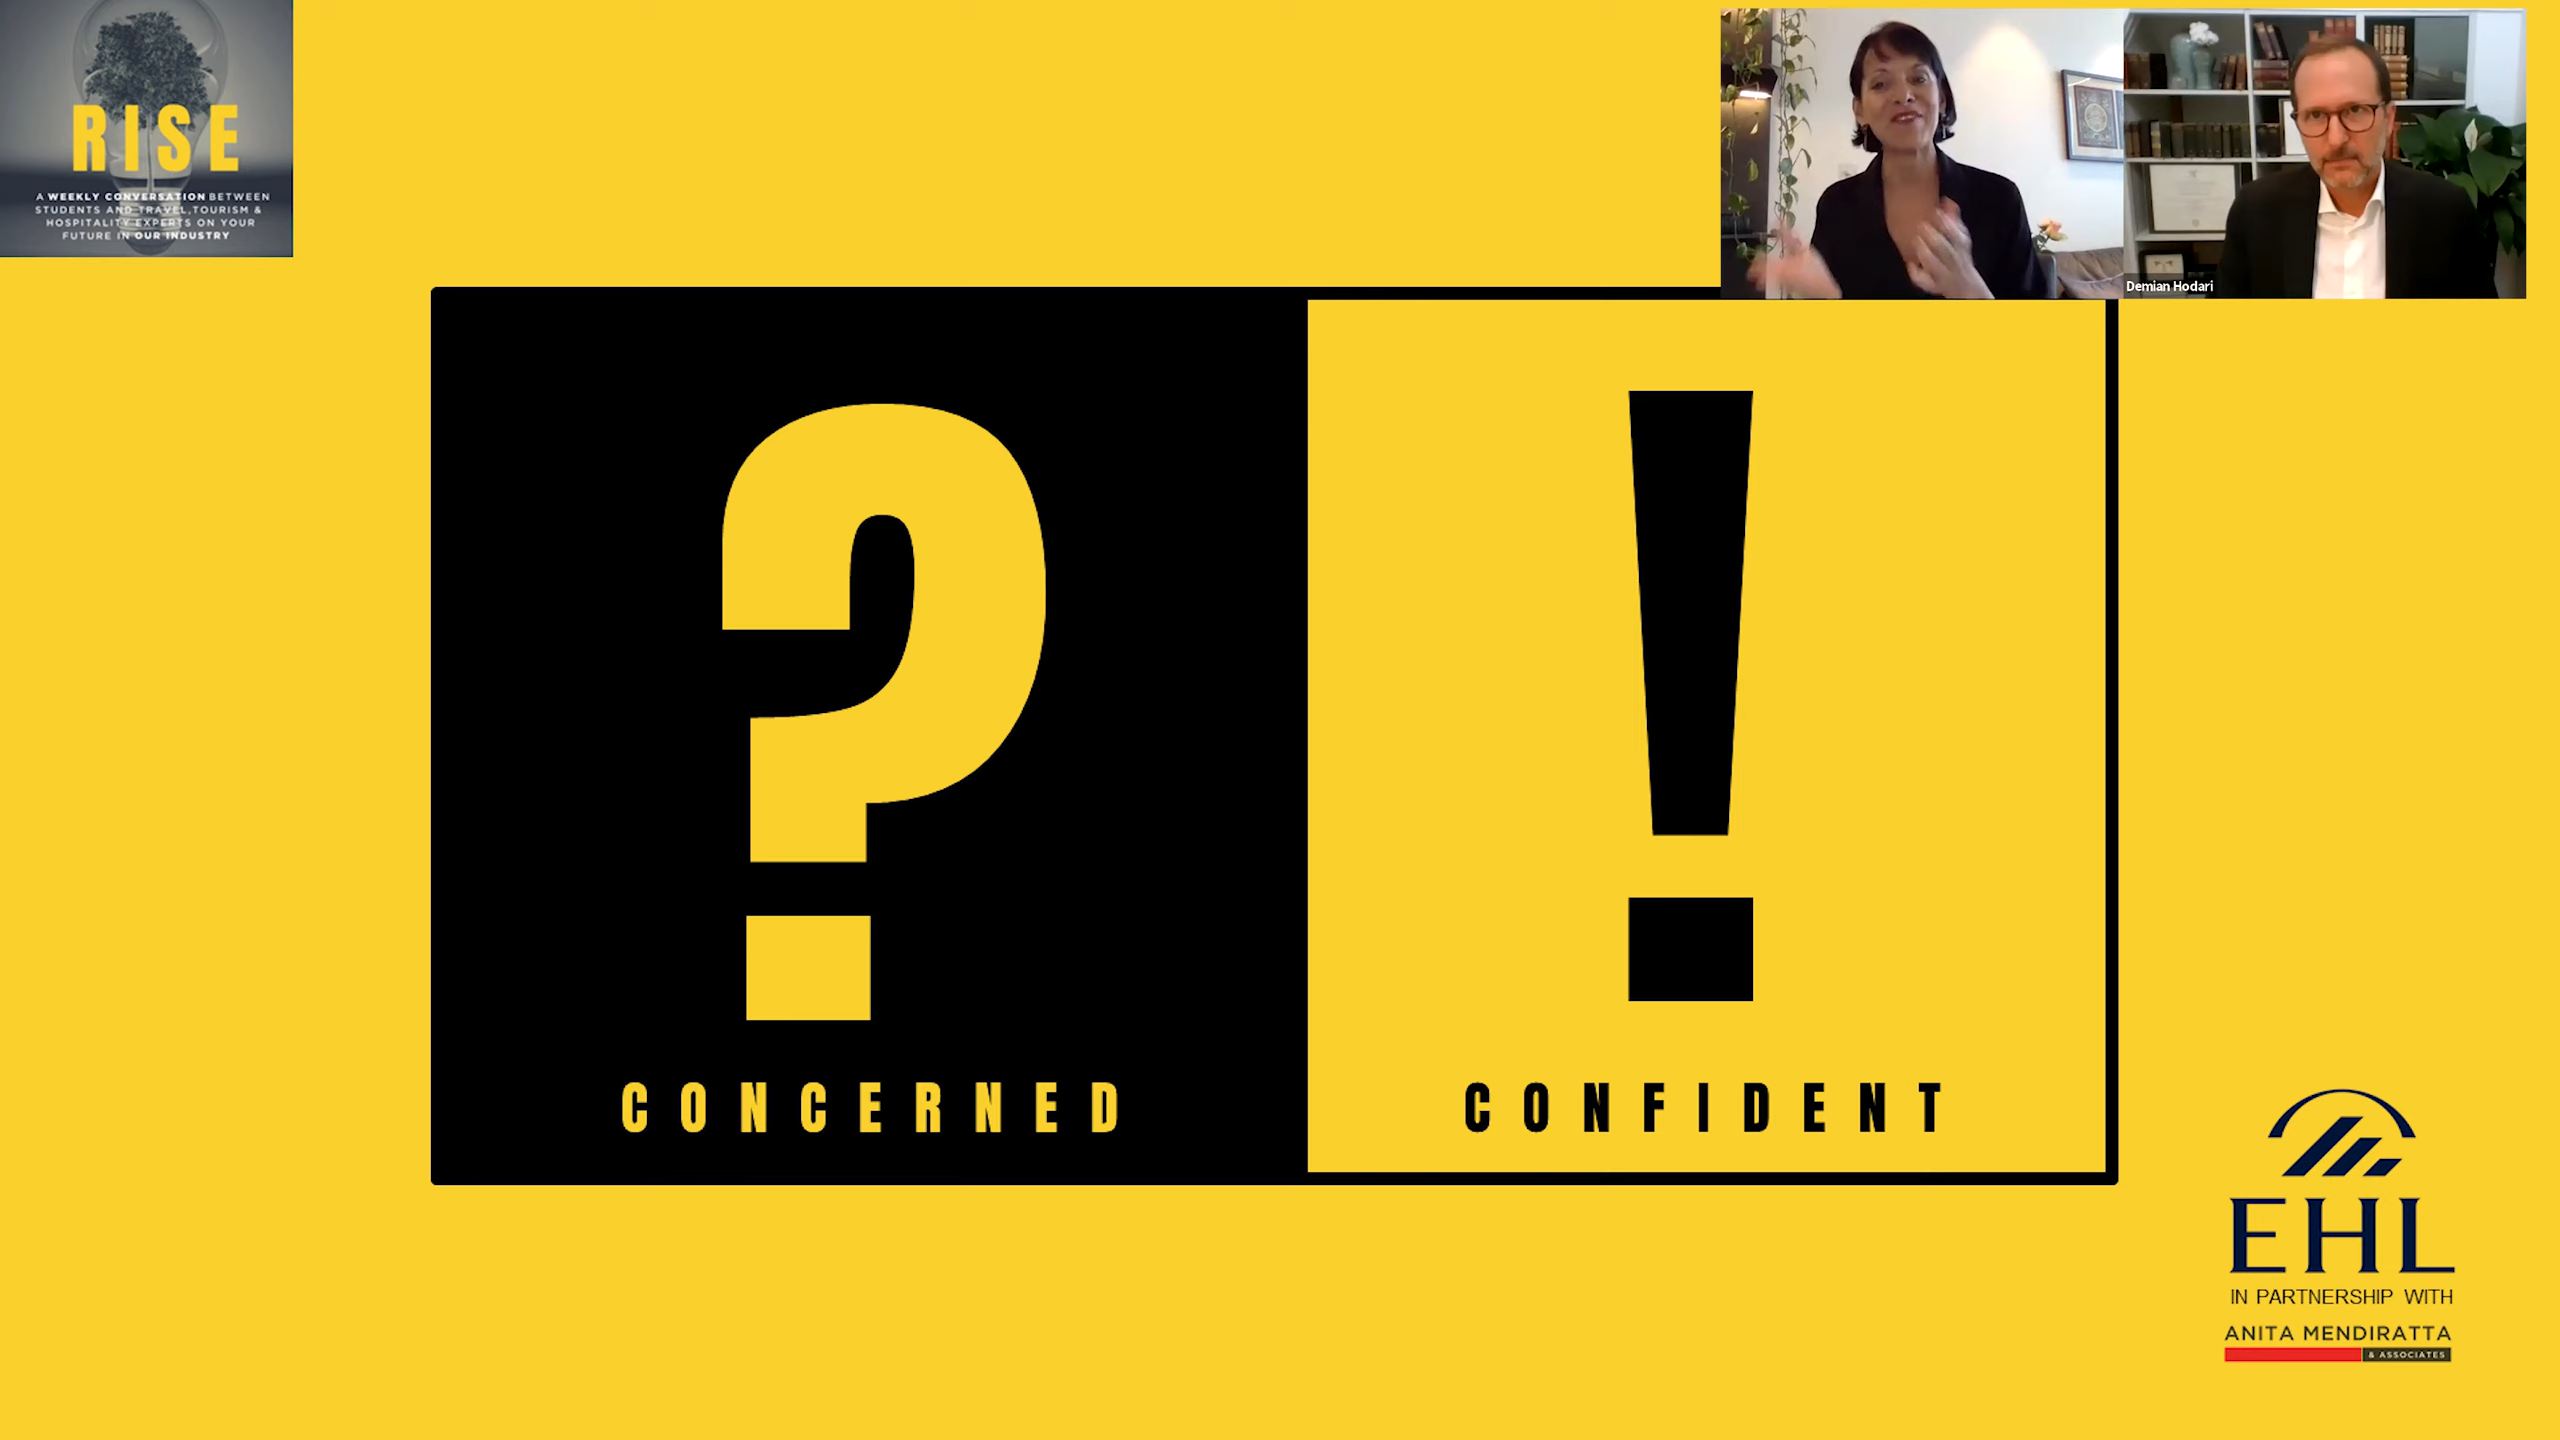 RISE
A WEEKLY CONVERSATION BETWEEN
STUDENTS AND TRAVEL, TOURISM &
HOSPITALITY EXPERTS ON YOUR
FUTURE IN OUR INDUSTRY
Demian Hodari
? !
CONCERNED CONFIDENT
EHL
IN PARTNERSHIP WITH
ANITA MENDIRATTA
& ASSOCIATES